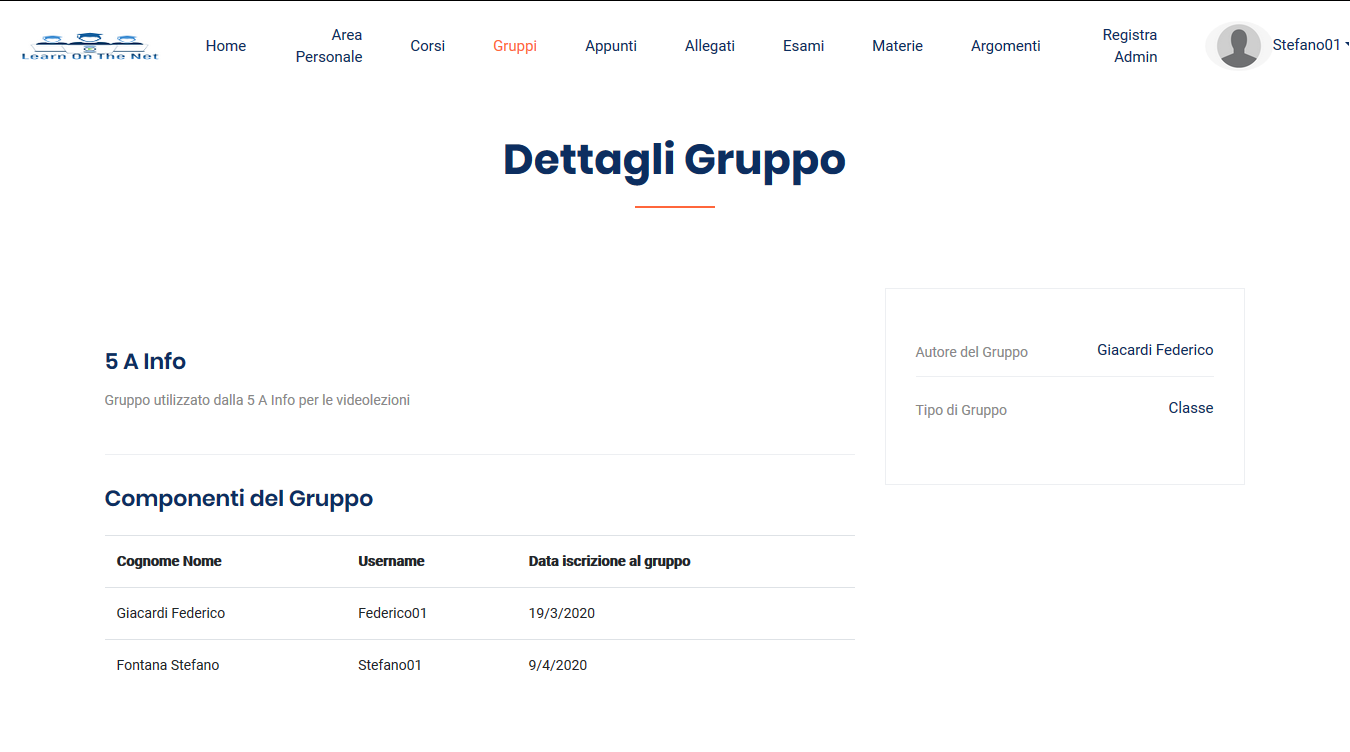 Learn On The Net
Home
Area
Personale
Corsi
Gruppi
Appunti
Allegati
Esami
Materie
Argomenti
Registra
Admin
Stefano01
Dettagli Gruppo
5 A Info
Gruppo utilizzato dalla 5 A Info per le videolezioni
Autore del Gruppo Giacardi Federico
Tipo di Gruppo Classe
Componenti del Gruppo
Cognome Nome Username Data iscrizione al gruppo
Giacardi Federico Federico01 19/3/2020
Fontana Stefano Stefano01 9/4/2020